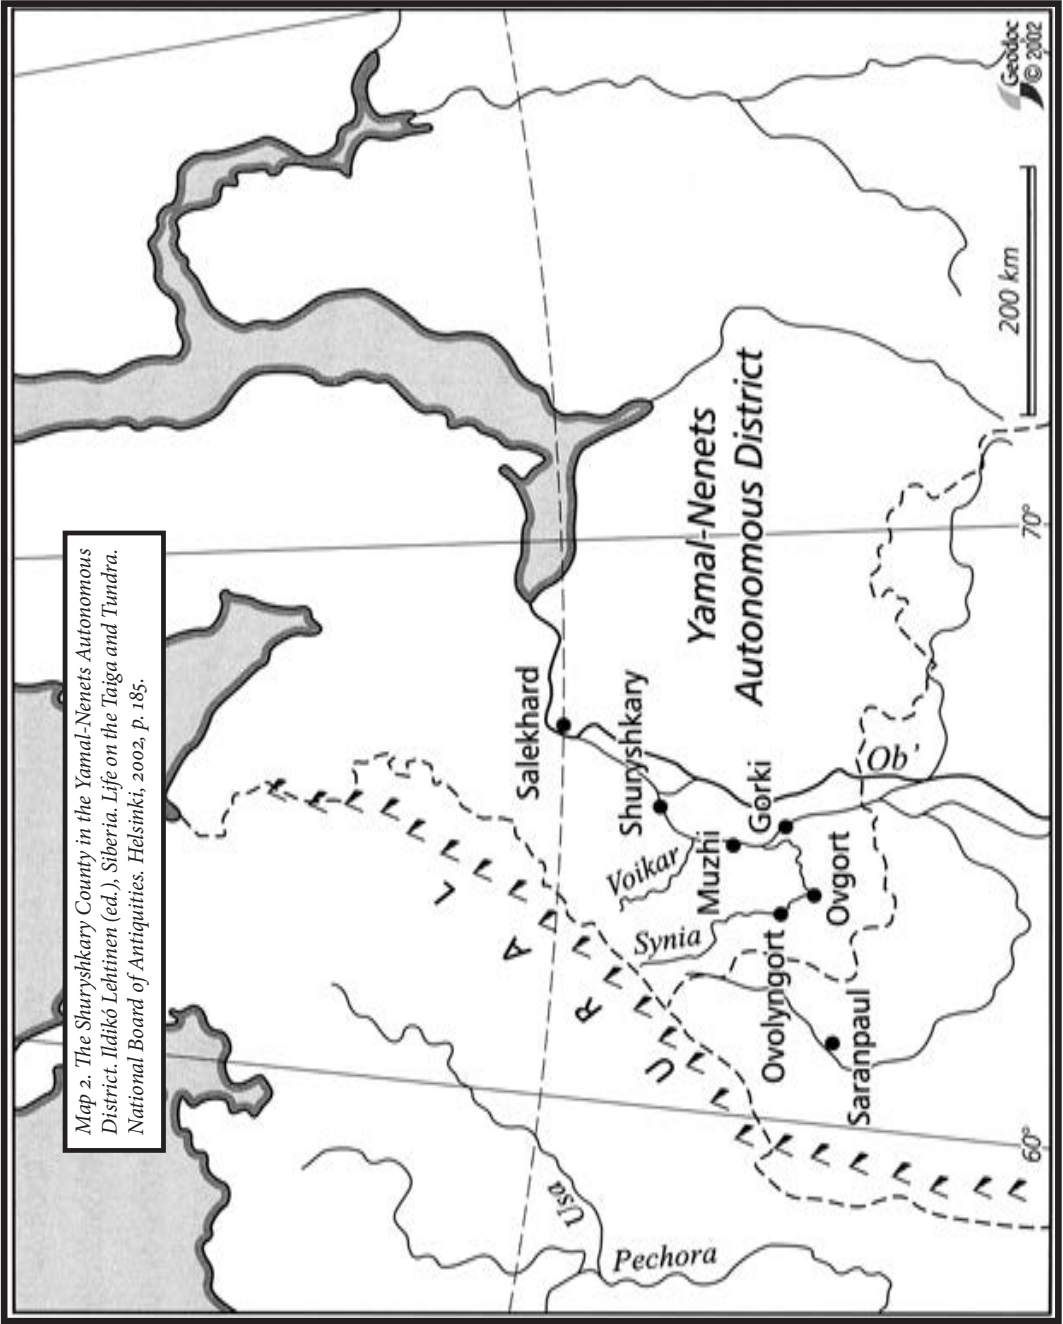 Map 2. The Shuryshkary County in the Yamal-Nenets Autonomous
District. Ildikó Lehtinen (ed.), Siberia. Life on the Taiga and Tundra.
National Board of Antiquities. Helsinki, 2002, p. 185.
U R A L
Usa
Pechora
Salekhard
Shuryshkary
Voikar
Muzhi
Gorki
Synia
Ovolyngort
Ovgort
Saranpaul
Ob'
Yamal-Nenets
Autonomous District
60°
70°
200 km
Geodoc
© 2002